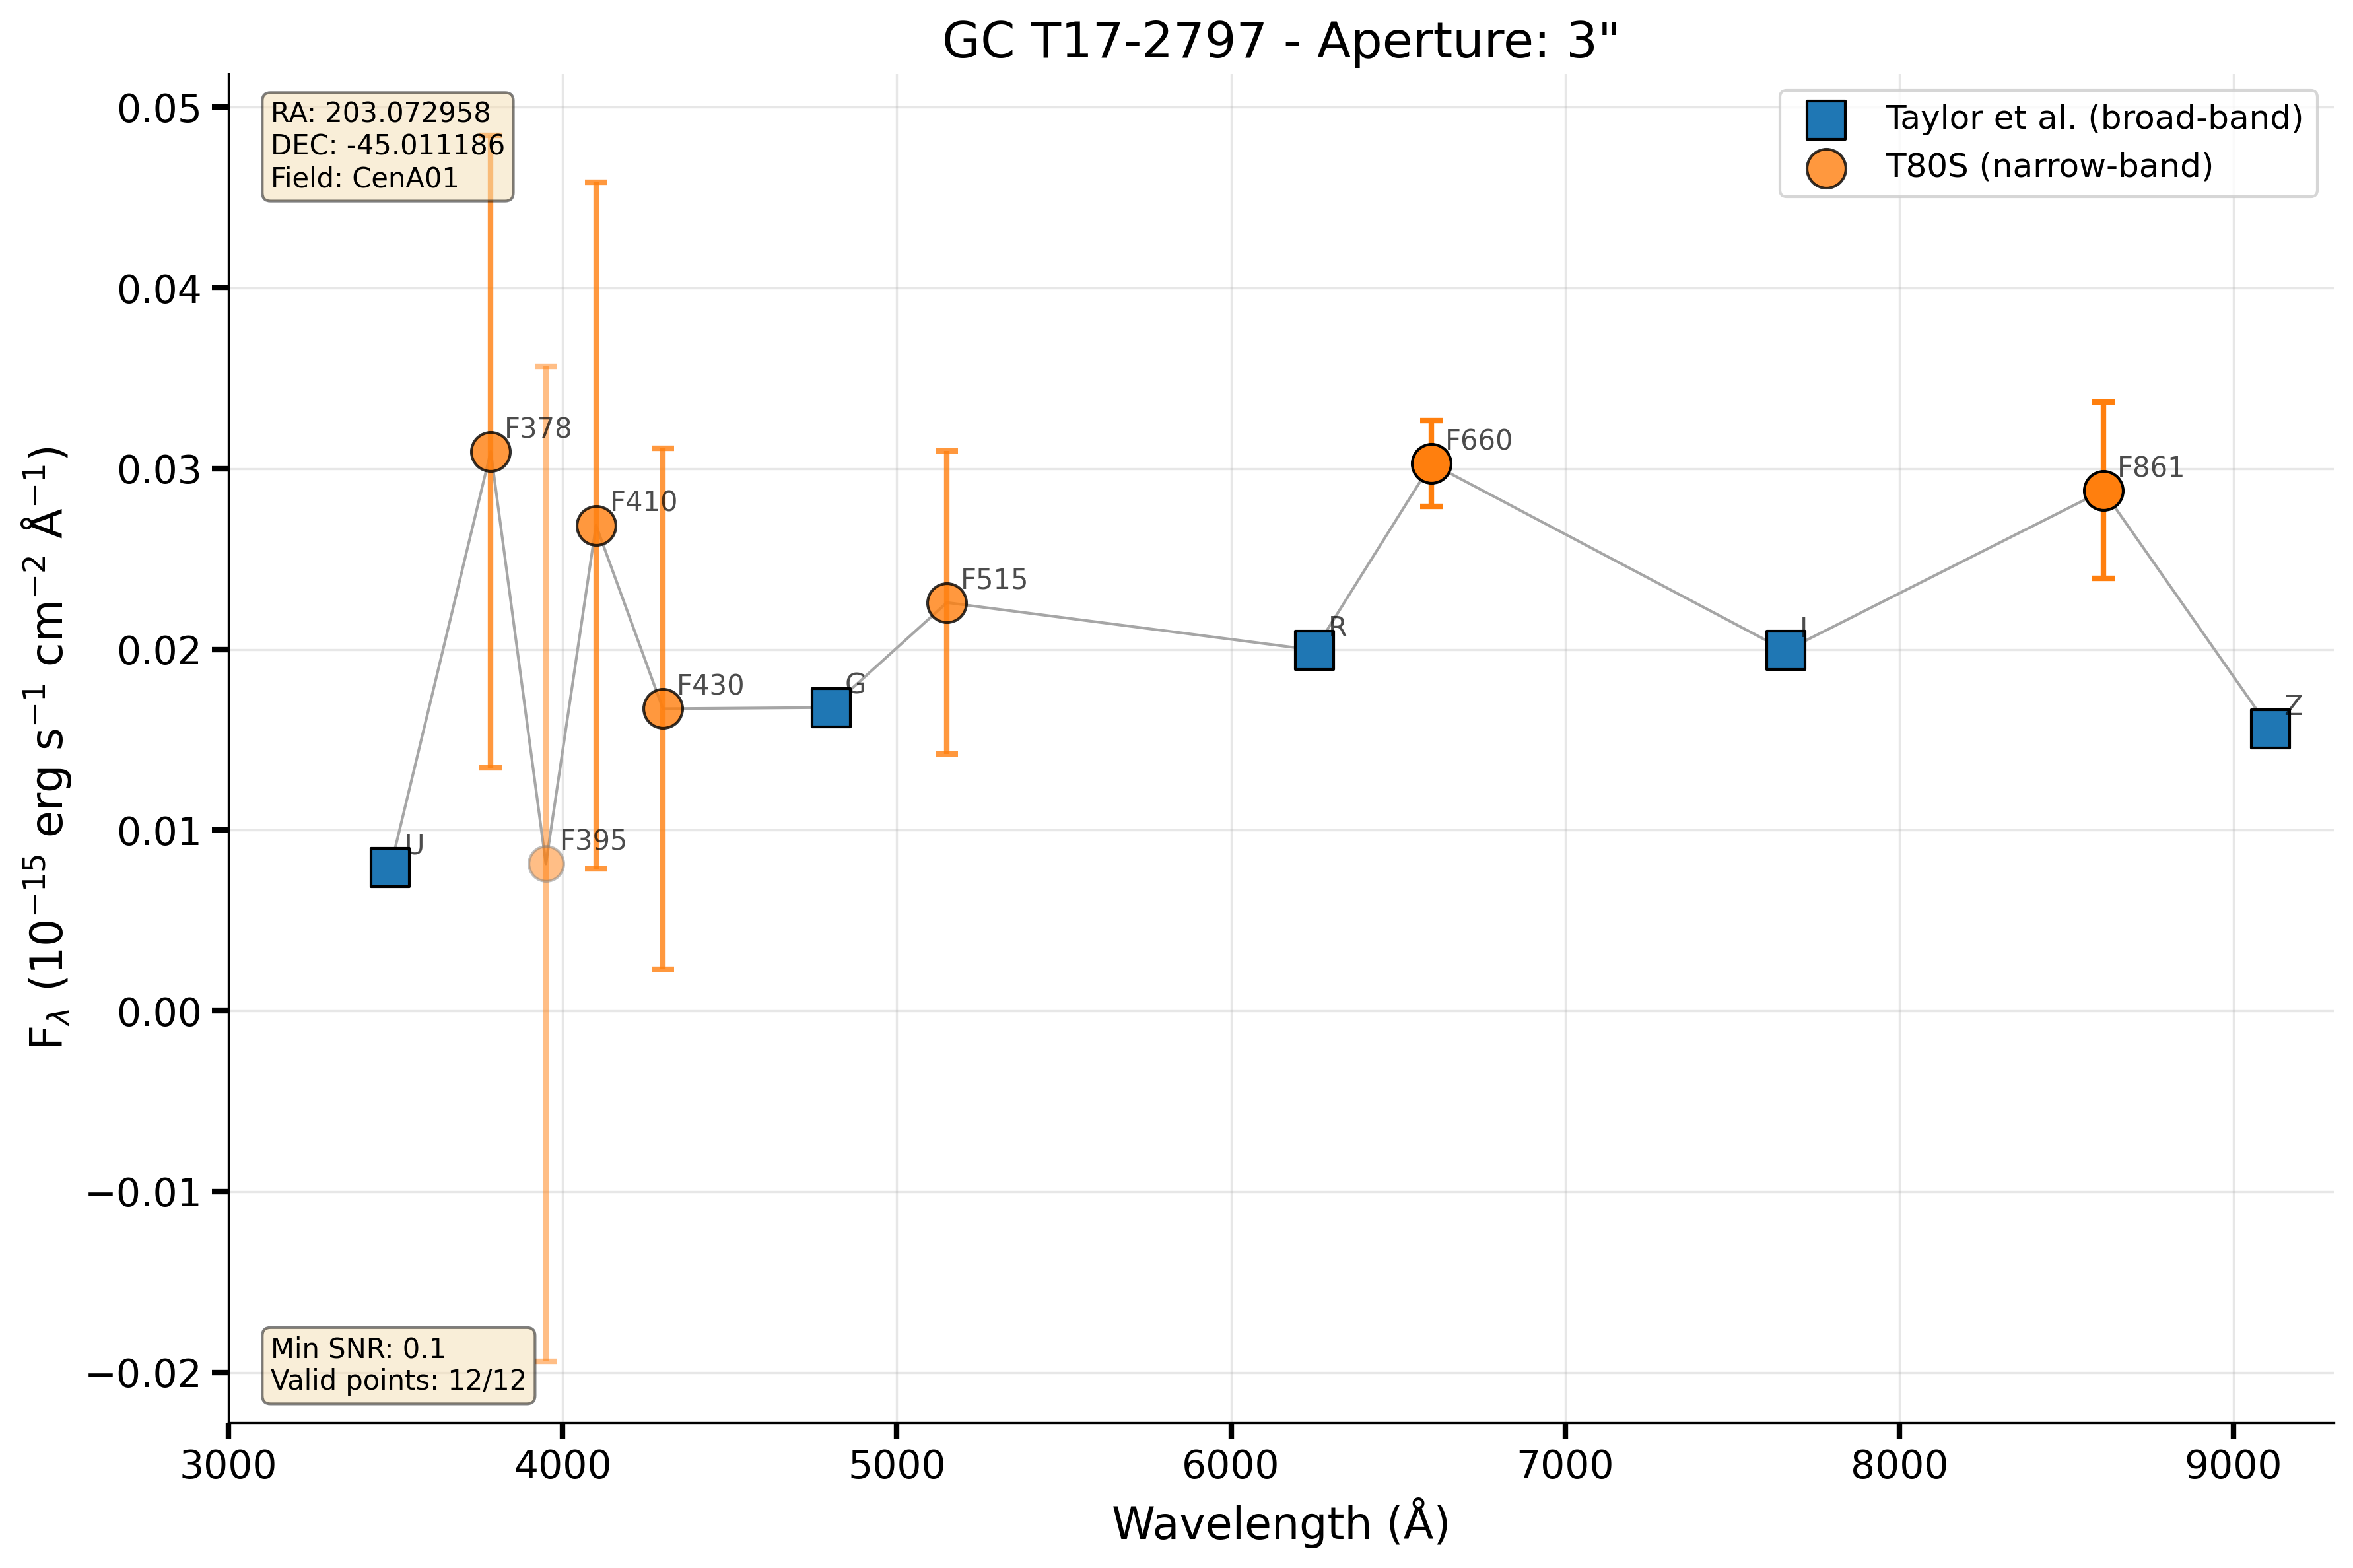 GC T17-2797 - Aperture: 3"
RA: 203.072958
DEC: -45.011186
Field: CenA01
Taylor et al. (broad-band)
T80S (narrow-band)
0.05
0.04
0.03
0.02
0.01
0.00
−0.01
−0.02
F$_{λ}$ (10⁻¹⁵ erg s⁻¹ cm⁻² Å⁻¹)
U
F378
F395
F410
F430
G
F515
R
F660
I
F861
Z
Min SNR: 0.1
Valid points: 12/12
3000
4000
5000
6000
7000
8000
9000
Wavelength (Å)